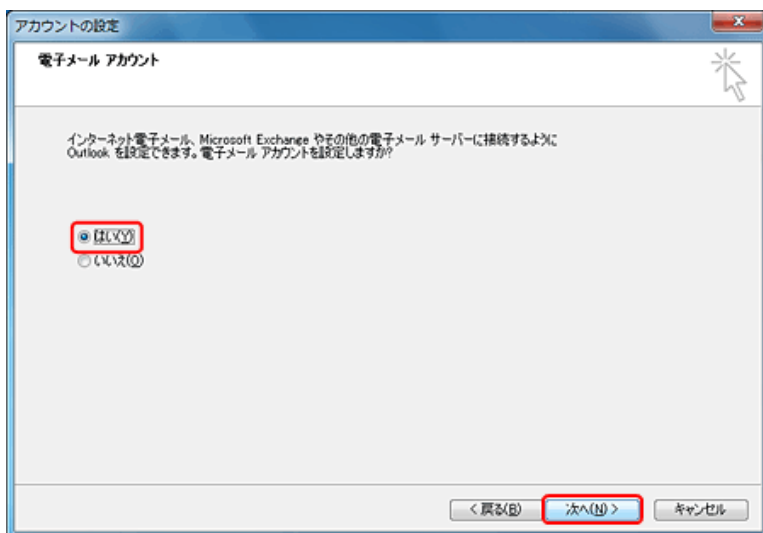 アカウントの設定
電子メール アカウント
インターネット電子メール、Microsoft Exchange やその他の電子メール サーバーに接続するように
Outlook を設定できます。電子メール アカウントを設定しますか?
はい(Y)
いいえ(O)
< 戻る(B)
次へ(N) >
キャンセル